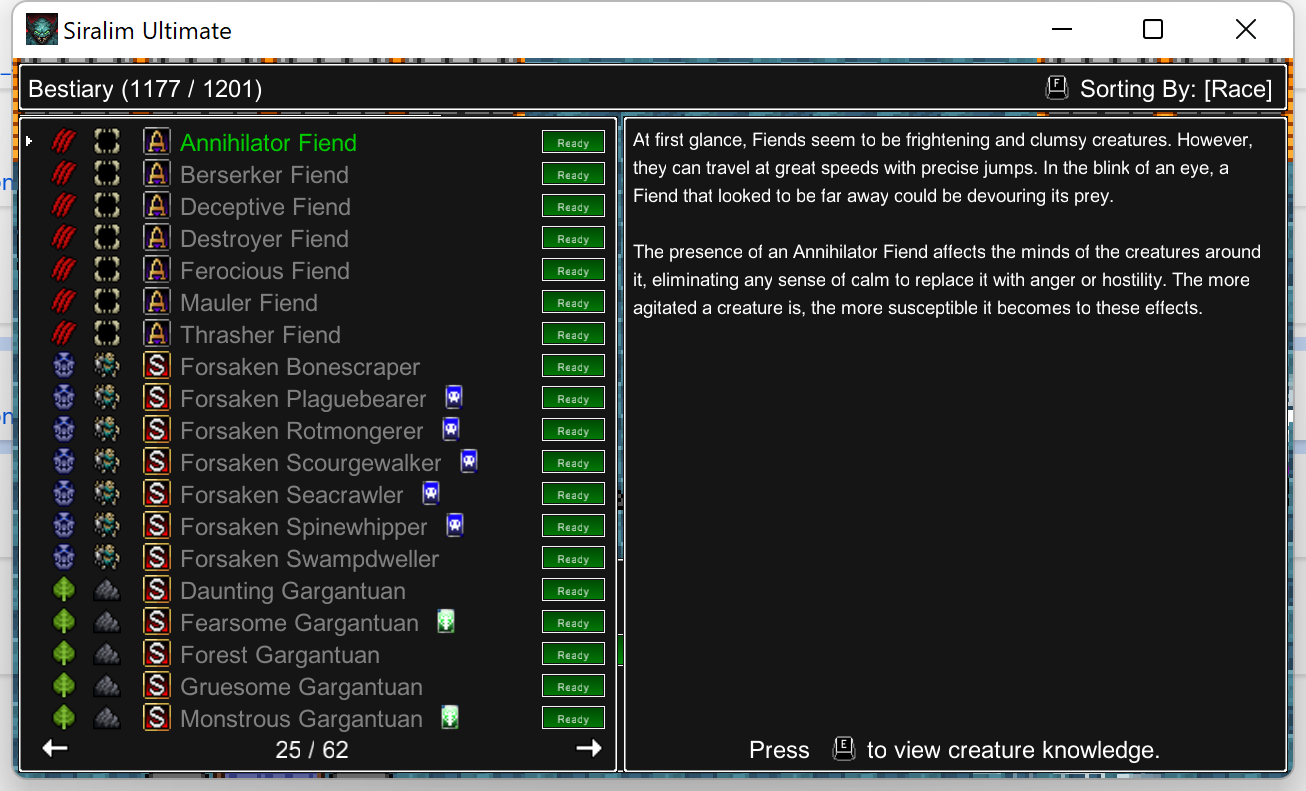 Siralim Ultimate
Bestiary (1177 / 1201)
F Sorting By: [Race]
A Annihilator Fiend Ready
A Berserker Fiend Ready
A Deceptive Fiend Ready
A Destroyer Fiend Ready
A Ferocious Fiend Ready
A Mauler Fiend Ready
A Thrasher Fiend Ready
S Forsaken Bonescraper Ready
S Forsaken Plaguebearer Ready
S Forsaken Rotmongerer Ready
S Forsaken Scourgewalker Ready
S Forsaken Seacrawler Ready
S Forsaken Spinewhipper Ready
S Forsaken Swampdweller Ready
S Daunting Gargantuan Ready
S Fearsome Gargantuan Ready
S Forest Gargantuan Ready
S Gruesome Gargantuan Ready
S Monstrous Gargantuan Ready
25 / 62
At first glance, Fiends seem to be frightening and clumsy creatures. However,
they can travel at great speeds with precise jumps. In the blink of an eye, a
Fiend that looked to be far away could be devouring its prey.
The presence of an Annihilator Fiend affects the minds of the creatures around
it, eliminating any sense of calm to replace it with anger or hostility. The more
agitated a creature is, the more susceptible it becomes to these effects.
Press E to view creature knowledge.